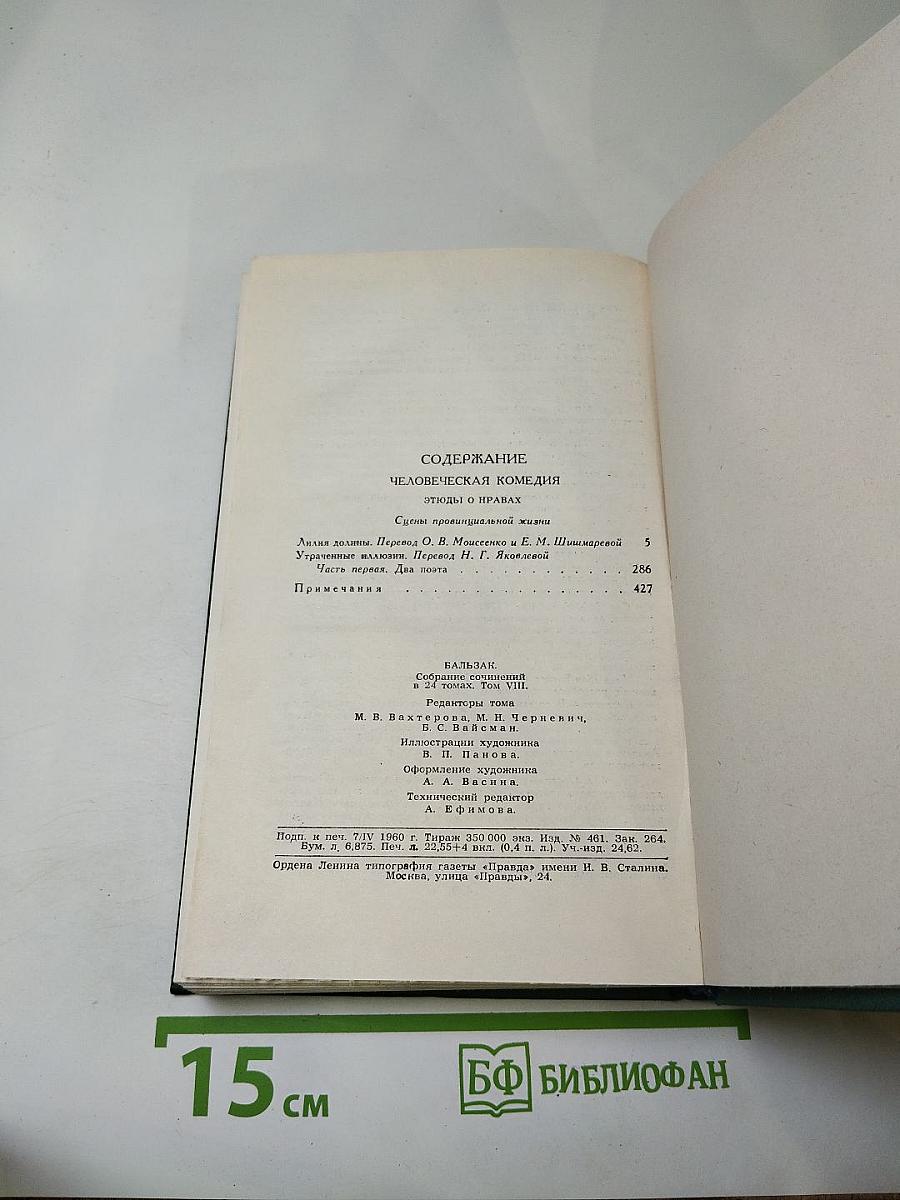 СОДЕРЖАНИЕ
ЧЕЛОВЕЧЕСКАЯ КОМЕДИЯ
ЭТЮДЫ О НРАВАХ
Сцены провинциальной жизни
Лилия долины. Перевод О. В. Моисеенко и Е. М. Шишмаревой 5
Утраченные иллюзии. Перевод Н. Г. Яковлевой
Часть первая. Два поэта . . . . . . . . . . . . 286
Примечания . . . . . . . . . . . . . . . . 427
БАЛЬЗАК.
Собрание сочинений
в 24 томах. Том VIII.
Редакторы тома
М. В. Вахтерова, М. Н. Черневич,
Б. С. Вайсман.
Иллюстрации художника
В. П. Панова.
Оформление художника
А. А. Васина.
Технический редактор
А. Ефимова.
Подп. к печ. 7/IV 1960 г. Тираж 350 000 экз. Изд. № 461. Зак. 264.
Бум. л. 6,875. Печ. л. 22,55+4 вкл. (0,4 п. л.). Уч.-изд. 24,62.
Ордена Ленина типография газеты «Правда» имени И. В. Сталина.
Москва, улица «Правды», 24.
15 см
БФ БИБЛИОФАН